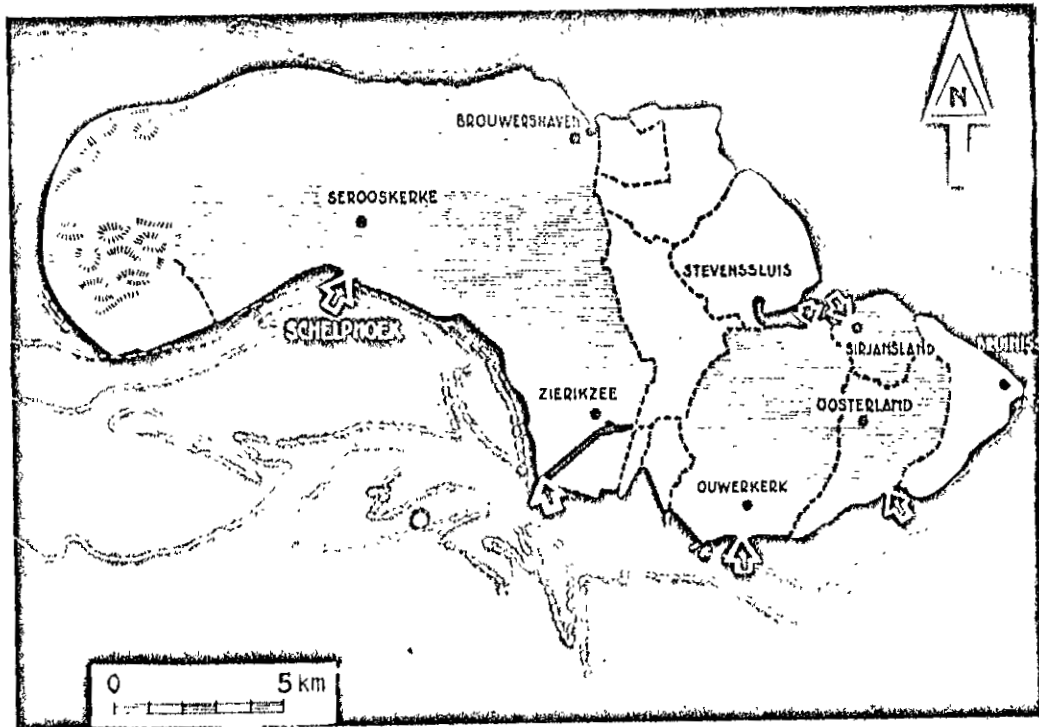 N
BROUWERSHAVEN
SEROOSKERKE
STEVENSSLUIS
SCHELPHOEK
SIRJANSLAND
ZIERIKZEE
OOSTERLAND
OUWERKERK
0 5 km